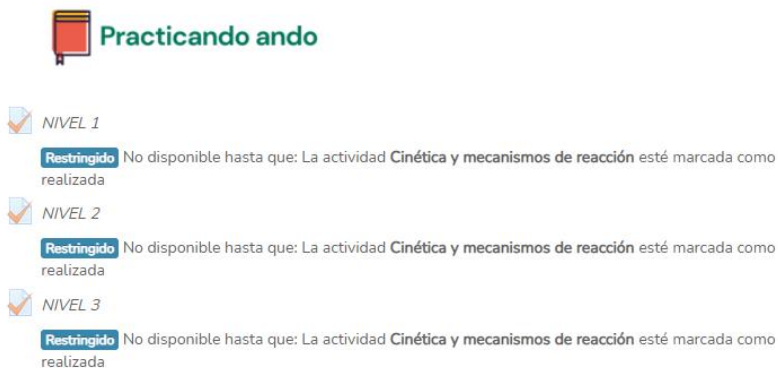 Practicando ando
NIVEL 1
Restringido No disponible hasta que: La actividad Cinética y mecanismos de reacción esté marcada como
realizada
NIVEL 2
Restringido No disponible hasta que: La actividad Cinética y mecanismos de reacción esté marcada como
realizada
NIVEL 3
Restringido No disponible hasta que: La actividad Cinética y mecanismos de reacción esté marcada como
realizada